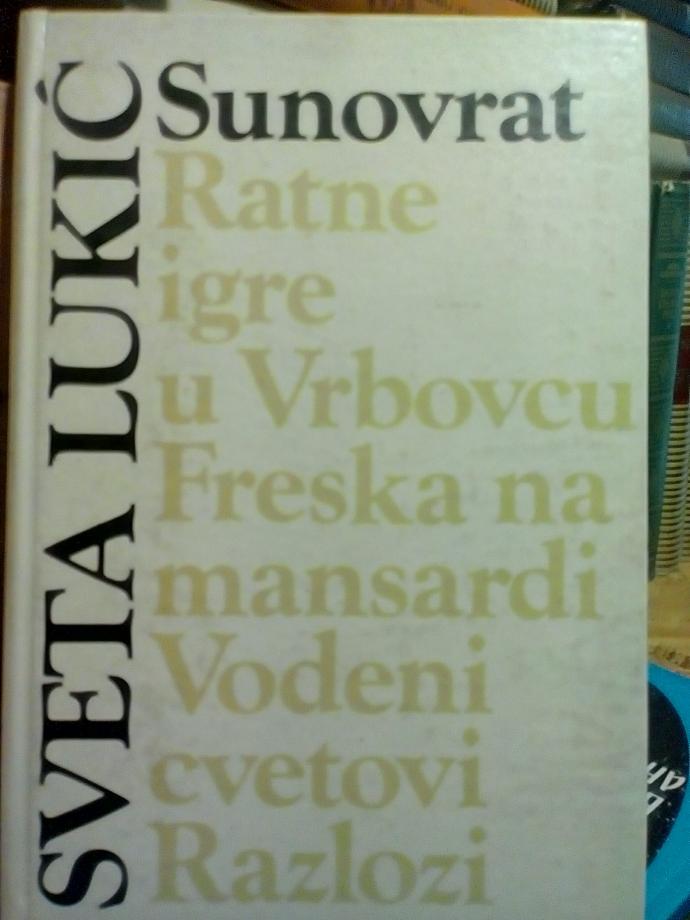 SVETA LUKIĆ
Sunovrat
Ratne
igre
u Vrbovcu
Freska na
mansardi
Vodeni
cvetovi
Razlozi